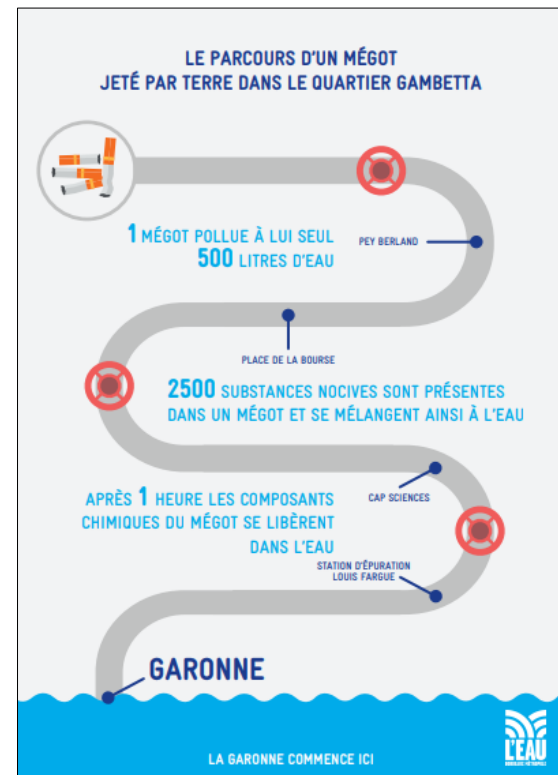 LE PARCOURS D'UN MÉGOT
JETÉ PAR TERRE DANS LE QUARTIER GAMBETTA
1 MÉGOT POLLUE À LUI SEUL
500 LITRES D'EAU
PEY BERLAND
PLACE DE LA BOURSE
2500 SUBSTANCES NOCIVES SONT PRÉSENTES
DANS UN MÉGOT ET SE MÉLANGENT AINSI À L'EAU
CAP SCIENCES
APRÈS 1 HEURE LES COMPOSANTS
CHIMIQUES DU MÉGOT SE LIBÈRENT
DANS L'EAU
STATION D'ÉPURATION
LOUIS FARGUE
GARONNE
LA GARONNE COMMENCE ICI
L'EAU
BORDEAUX MÉTROPOLE